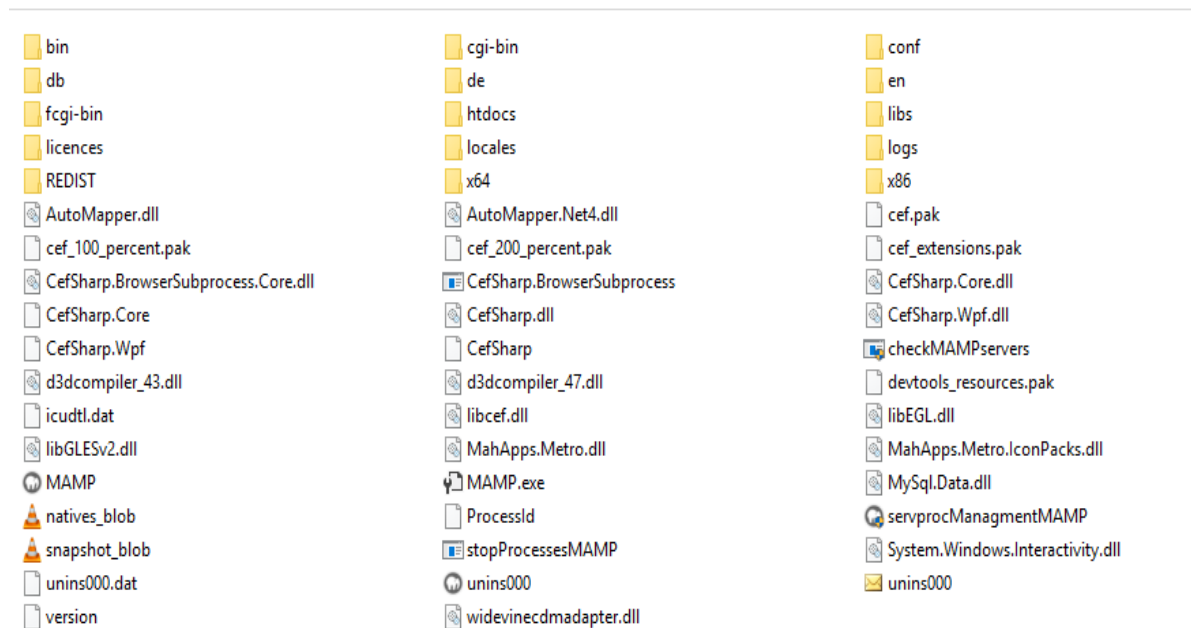 bin cgi-bin conf
db de en
fcgi-bin htdocs libs
licences locales logs
REDIST x64 x86
AutoMapper.dll AutoMapper.Net4.dll cef.pak
cef_100_percent.pak cef_200_percent.pak cef_extensions.pak
CefSharp.BrowserSubprocess.Core.dll CefSharp.BrowserSubprocess CefSharp.Core.dll
CefSharp.Core CefSharp.dll CefSharp.Wpf.dll
CefSharp.Wpf CefSharp checkMAMPservers
d3dcompiler_43.dll d3dcompiler_47.dll devtools_resources.pak
icudtl.dat libcef.dll libEGL.dll
libGLESv2.dll MahApps.Metro.dll MahApps.Metro.IconPacks.dll
MAMP MAMP.exe MySql.Data.dll
natives_blob ProcessId servprocManagmentMAMP
snapshot_blob stopProcessesMAMP System.Windows.Interactivity.dll
unins000.dat unins000 unins000
version widevinecdmadapter.dll